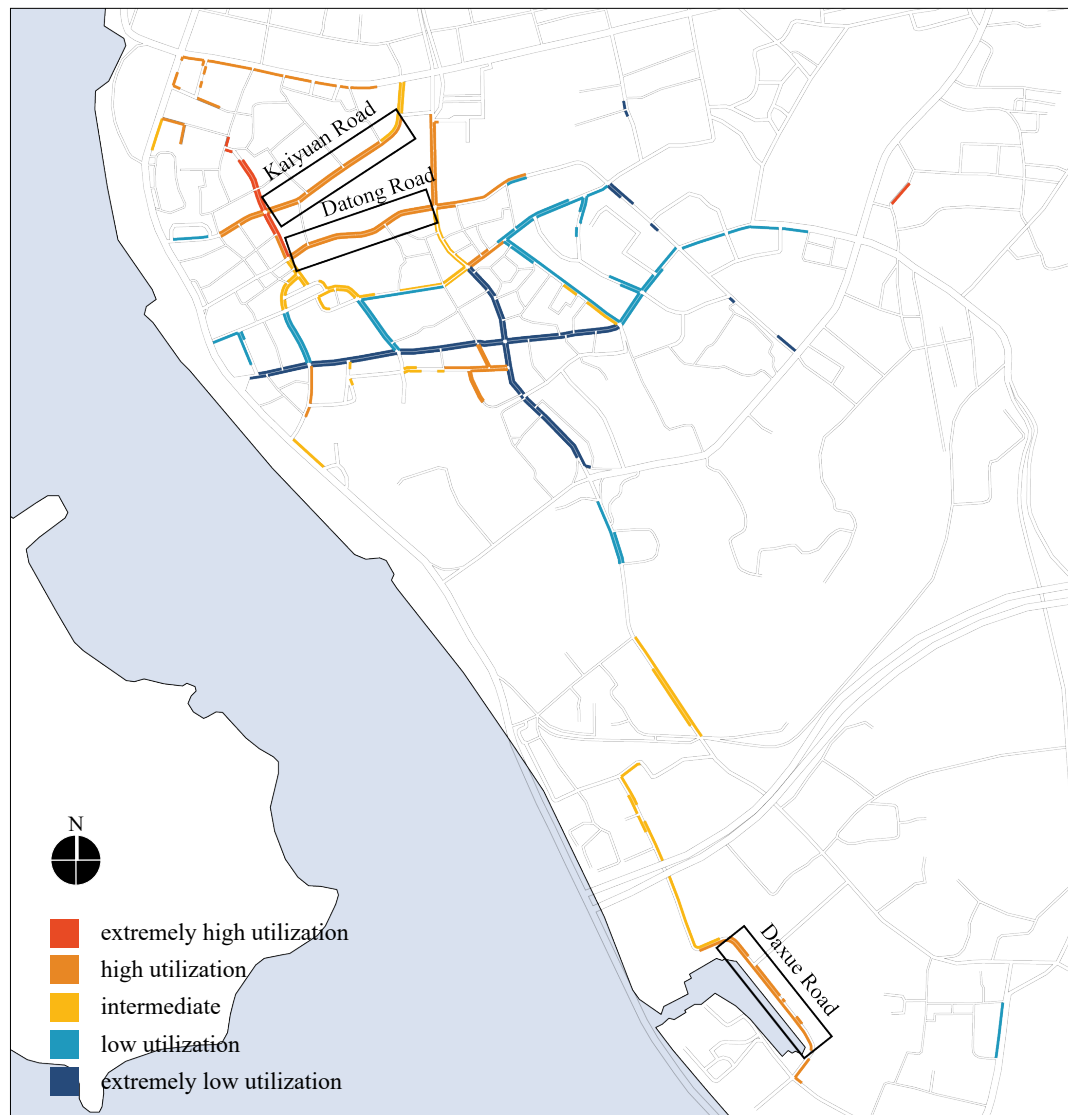 Kaiyuan Road
Datong Road
N
extremely high utilization
high utilization
intermediate
low utilization
extremely low utilization
Daxue Road